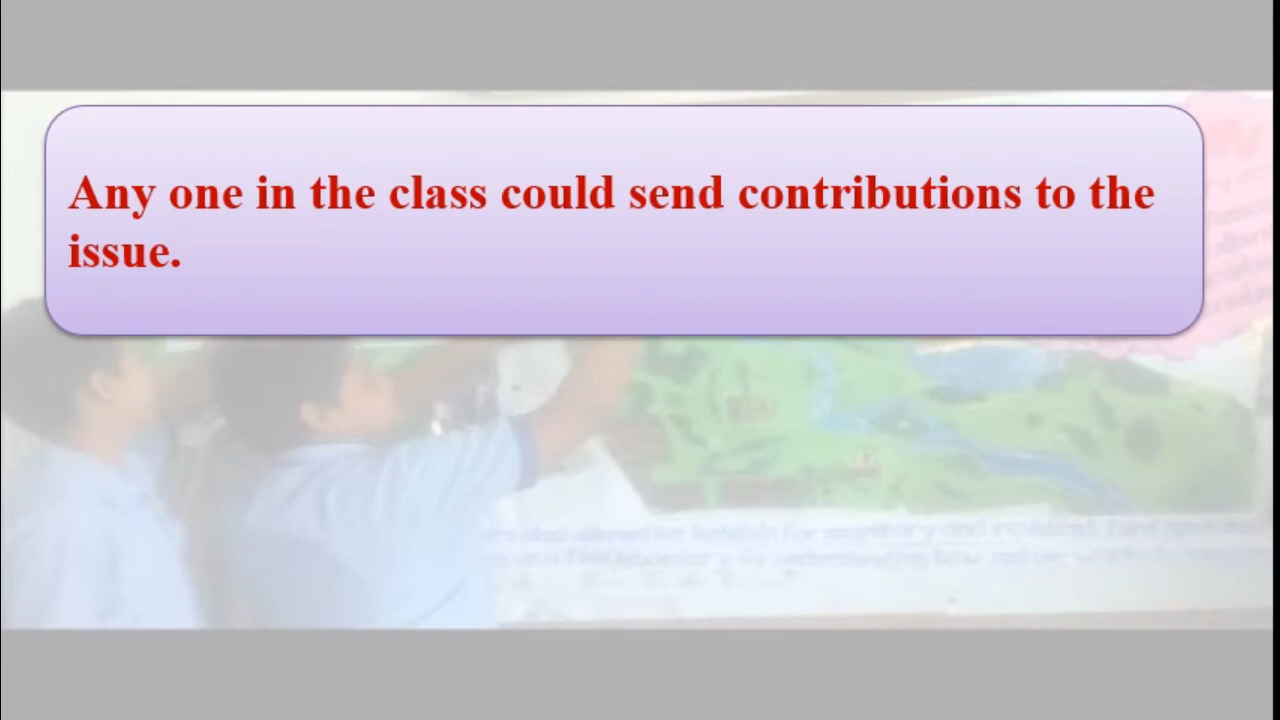 Any one in the class could send contributions to the
issue.